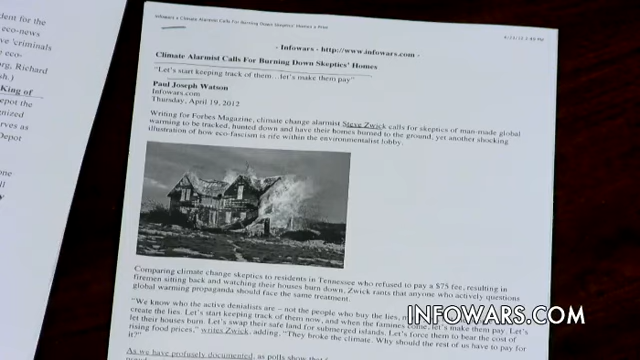 dent for the
eco-news
e 'criminals
eco-
rg, Richard
sh.)
King of
epot the
nized
erves as
Depot
one
ll
w
Infowars » Climate Alarmist Calls For Burning Down Skeptics' Homes » Print
- Infowars - http://www.infowars.com -
Climate Alarmist Calls For Burning Down Skeptics' Homes
"Let's start keeping track of them…let's make them pay"
Paul Joseph Watson
Infowars.com
Thursday, April 19, 2012
Writing for Forbes Magazine, climate change alarmist Steve Zwick calls for skeptics of man-made global
warming to be tracked, hunted down and have their homes burned to the ground, yet another shocking
illustration of how eco-fascism is rife within the environmentalist lobby.
Comparing climate change skeptics to residents in Tennessee who refused to pay a $75 fee, resulting in
firemen sitting back and watching their houses burn down, Zwick rants that anyone who actively questions
global warming propaganda should face the same treatment.
"We know who the active denialists are – not the people who buy the lies,
create the lies. Let's start keeping track of them now, and when the famines come, let's make them pay. Let's
let their houses burn. Let's swap their safe land for submerged islands. Let's force them to bear the cost of
rising food prices," writes Zwick, adding, "They broke the climate. Why should the rest of us have to pay for
it?"
As we have profusely documented, as polls show that
INFOWARS.COM